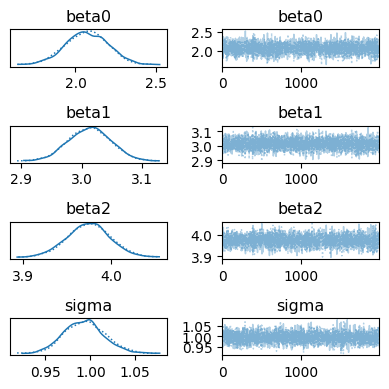 beta0 beta0
2.5
2.0
2.0 2.5 0 1000
beta1 beta1
3.1
3.0
2.9
2.9 3.0 3.1 0 1000
beta2 beta2
4.0
3.9
3.9 4.0 0 1000
sigma sigma
1.05
1.00
0.95
0.95 1.00 1.05 0 1000